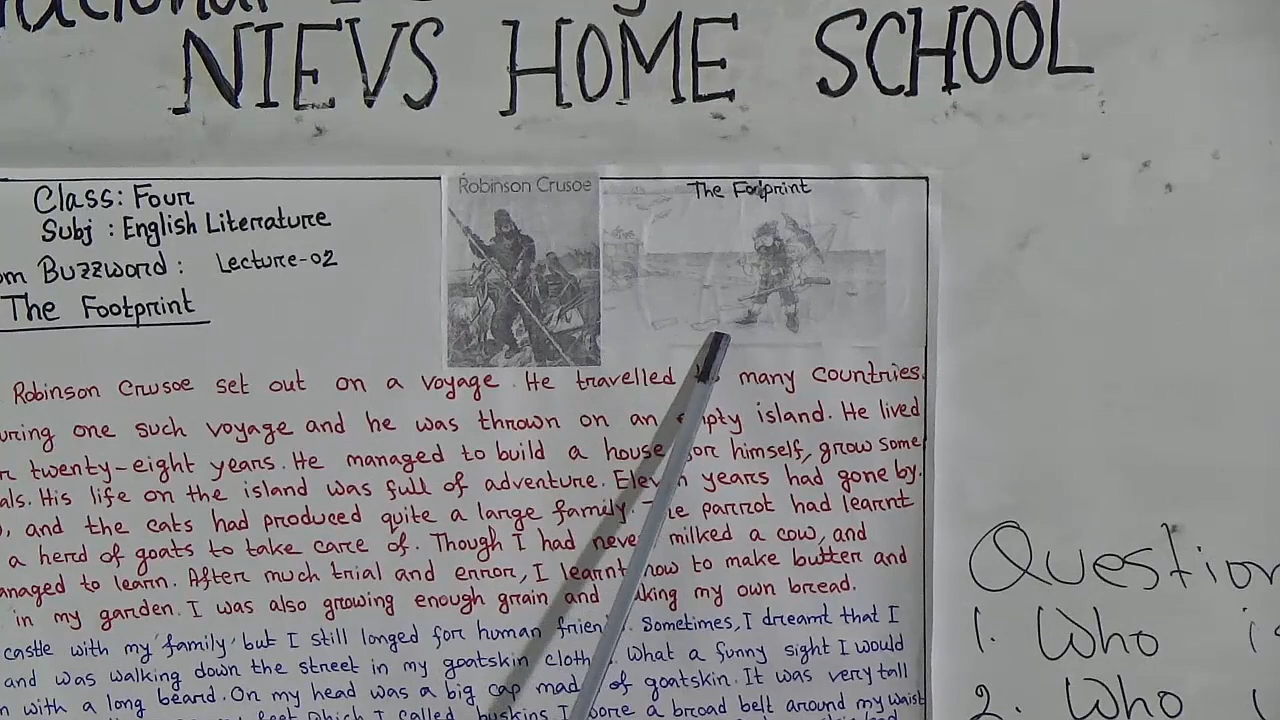 NIEVS HOME SCHOOL
Class: Four
Subj : English Literature
om Buzzword : Lecture-02
The Footprint
Robinson Crusoe
The Footprint
Robinson Crusoe set out on a voyage. He travelled many countries.
uring one such voyage and he was thrown on an empty island. He lived
twenty-eight years. He managed to build a house for himself, grow some
als. His life on the island was full of adventure. Eleven years had gone by.
and the cats had produced quite a large family. The parrot had learnt
a herd of goats to take care of. Though I had never milked a cow, and
anaged to learn. After much trial and error, I learnt how to make butter and
in my garden. I was also growing enough grain and making my own bread.
castle with my 'family' but I still longed for human friend. Sometimes, I dreamt that I
and was walking down the street in my goatskin cloth. What a funny sight I would
with a long beard. On my head was a big cap made of goatskin. It was very tall
feet which I called buskins I wore a broad belt around my waist
Question
1. Who is
2. Who